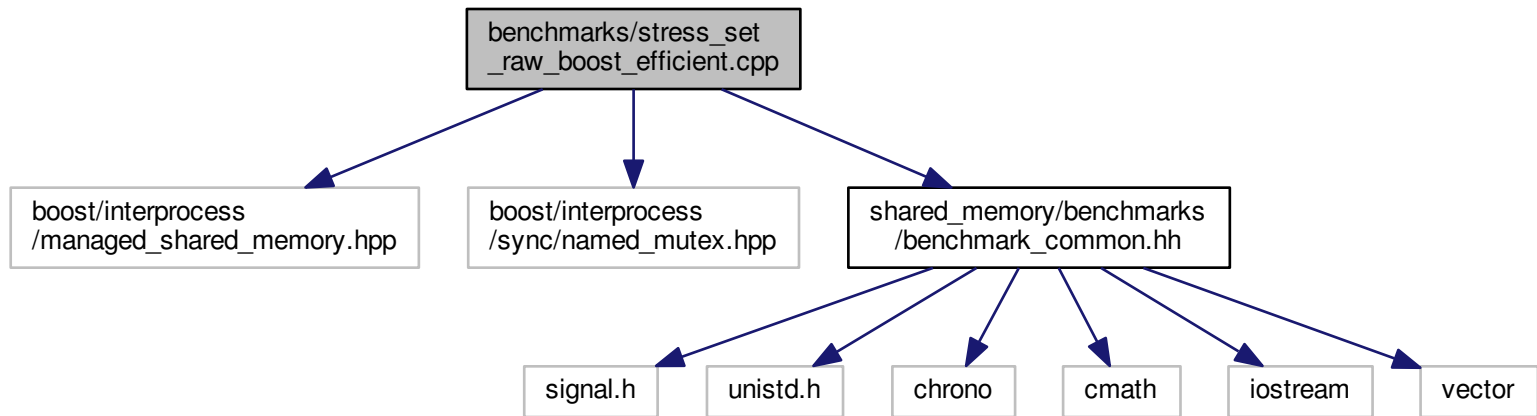 benchmarks/stress_set
_raw_boost_efficient.cpp
boost/interprocess
/managed_shared_memory.hpp
boost/interprocess
/sync/named_mutex.hpp
shared_memory/benchmarks
/benchmark_common.hh
signal.h
unistd.h
chrono
cmath
iostream
vector